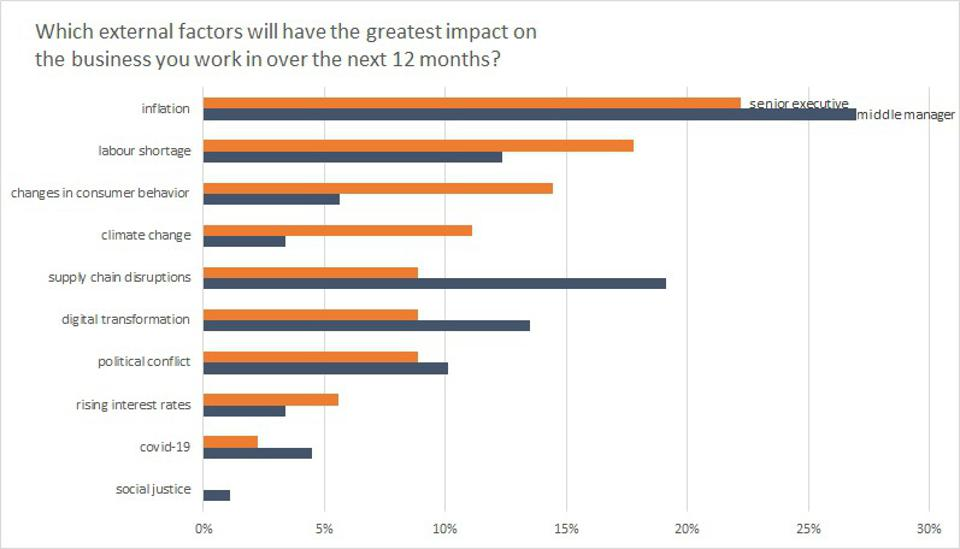 Which external factors will have the greatest impact on
the business you work in over the next 12 months?
inflation
senior executive
middle manager
labour shortage
changes in consumer behavior
climate change
supply chain disruptions
digital transformation
political conflict
rising interest rates
covid-19
social justice
0% 5% 10% 15% 20% 25% 30%